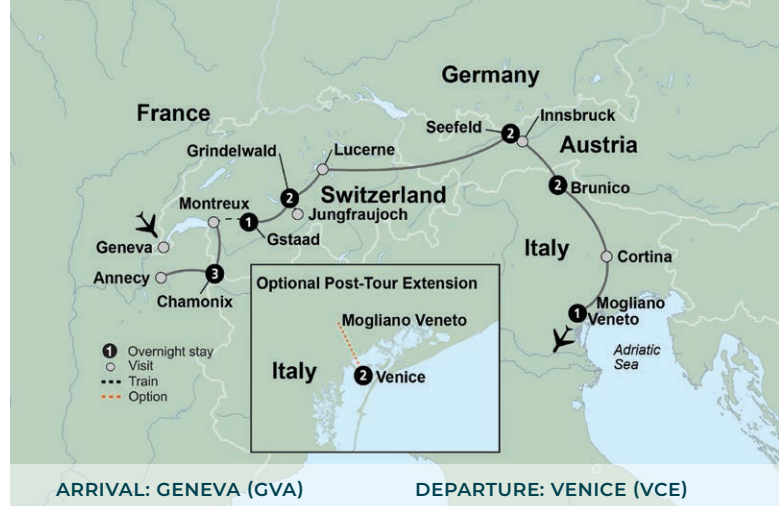 Germany
France
Innsbruck
Seefeld
2
Austria
Grindelwald
Lucerne
2
Switzerland
2
Brunico
Montreux
1
Jungfraujoch
Geneva
Gstaad
Italy
Cortina
Annecy
3
Chamonix
Optional Post-Tour Extension
Mogliano Veneto
Italy
2
Venice
1
Mogliano
Veneto
Adriatic
Sea
1 Overnight stay
Visit
Train
Option
ARRIVAL: GENEVA (GVA)
DEPARTURE: VENICE (VCE)